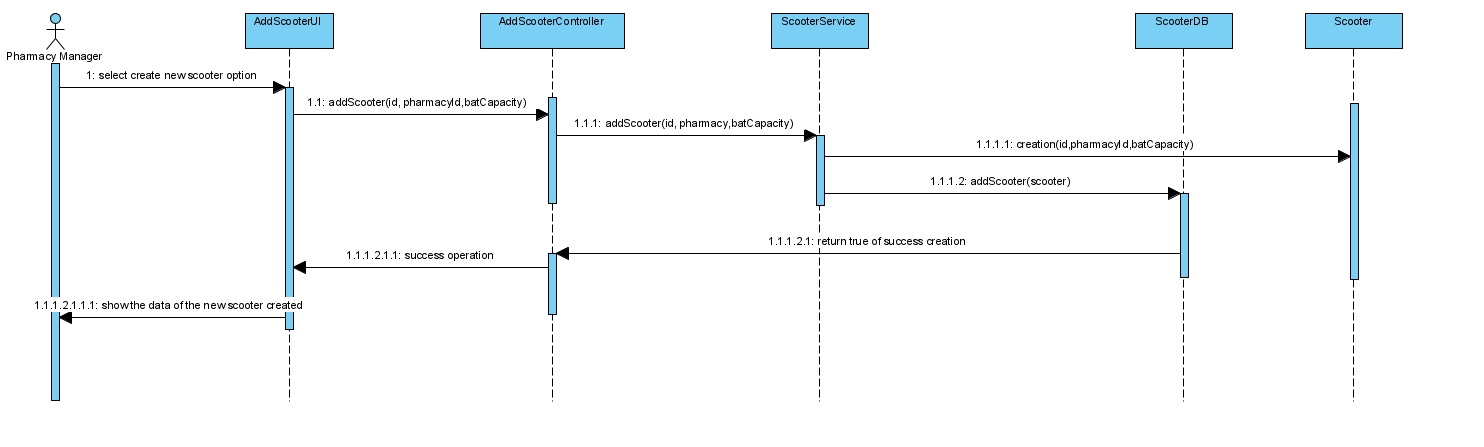 AddScooterUI
AddScooterController
ScooterService
ScooterDB
Scooter
Pharmacy Manager
1: select create new scooter option
1.1: addScooter(id, pharmacyId,batCapacity)
1.1.1: addScooter(id, pharmacy,batCapacity)
1.1.1.1: creation(id,pharmacyId,batCapacity)
1.1.1.2: addScooter(scooter)
1.1.1.2.1: return true of success creation
1.1.1.2.1.1: success operation
1.1.1.2.1.1.1: show the data of the new scooter created